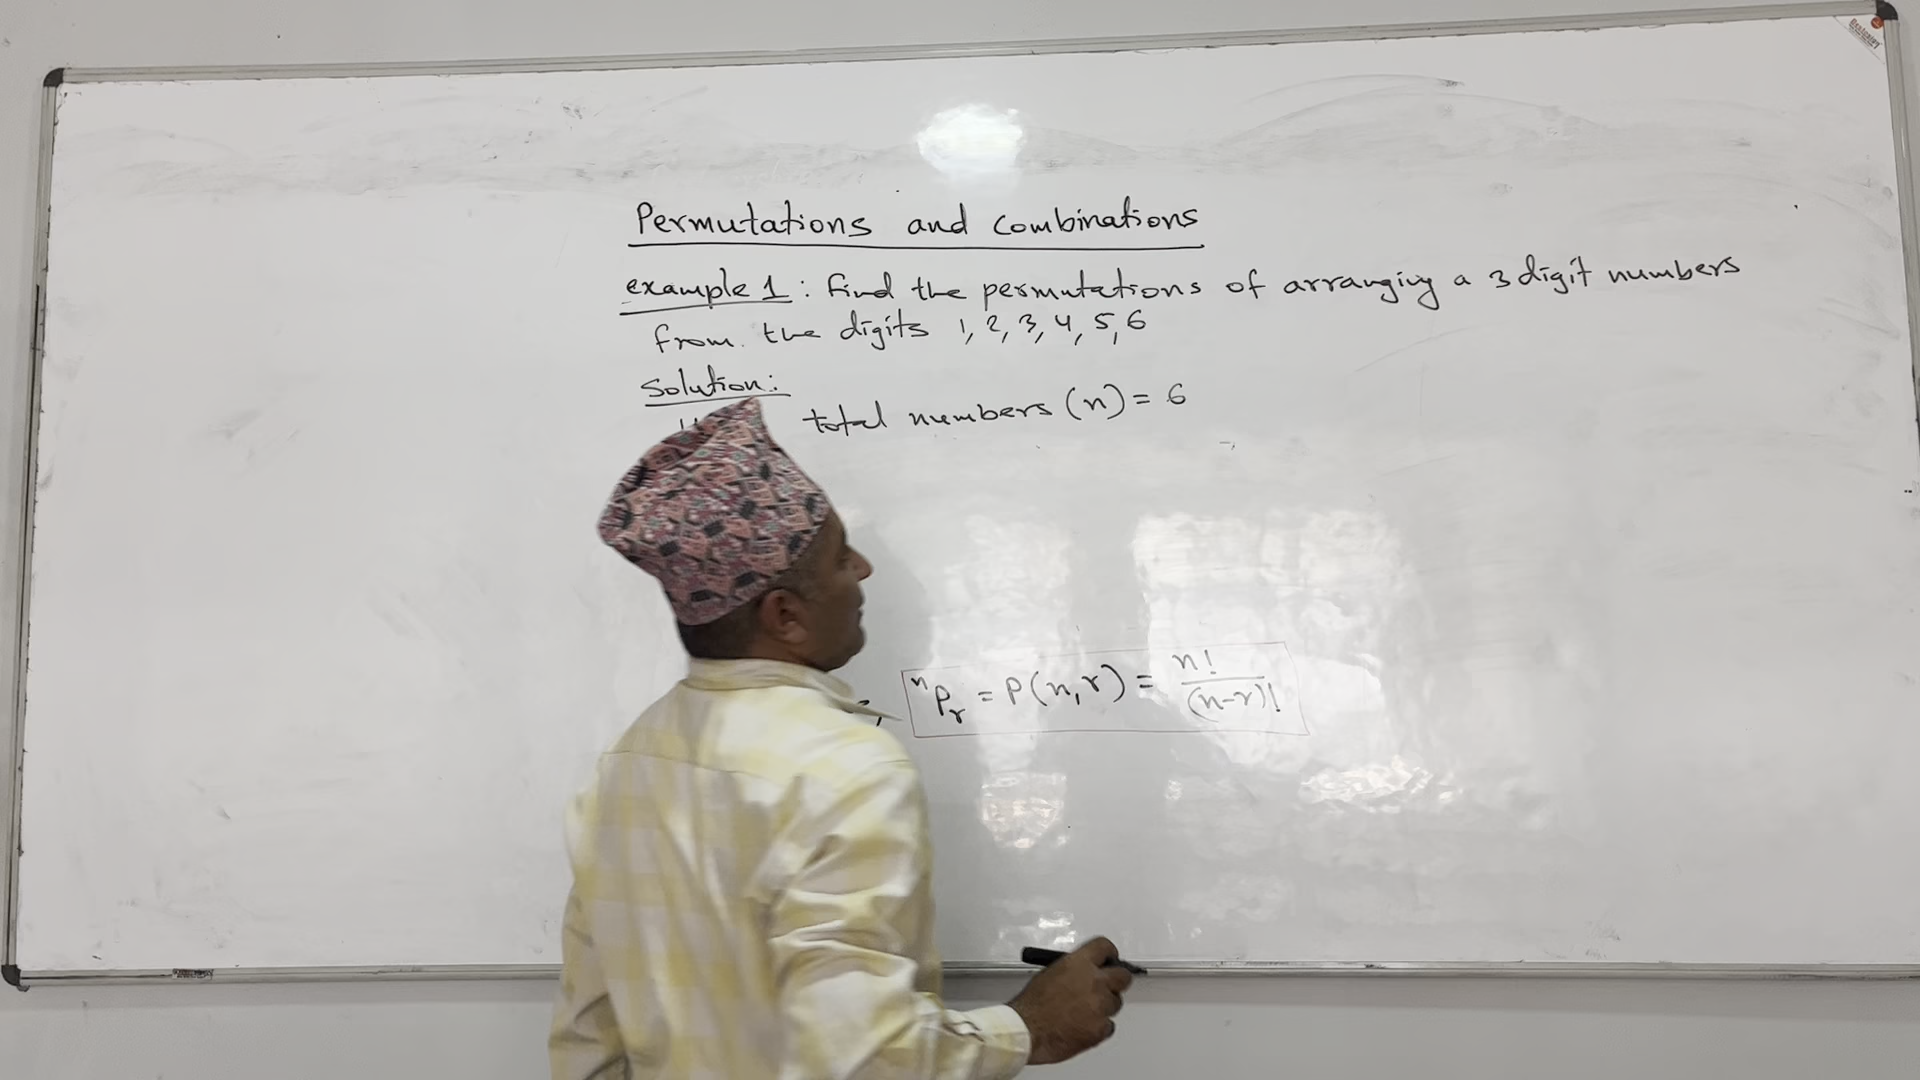 Permutations and Combinations
example 1: find the permutations of arranging a 3 digit numbers
from the digits 1, 2, 3, 4, 5, 6
Solution:
total numbers (n) = 6
ⁿPᵣ = P(n,r) = n!/(n-r)!